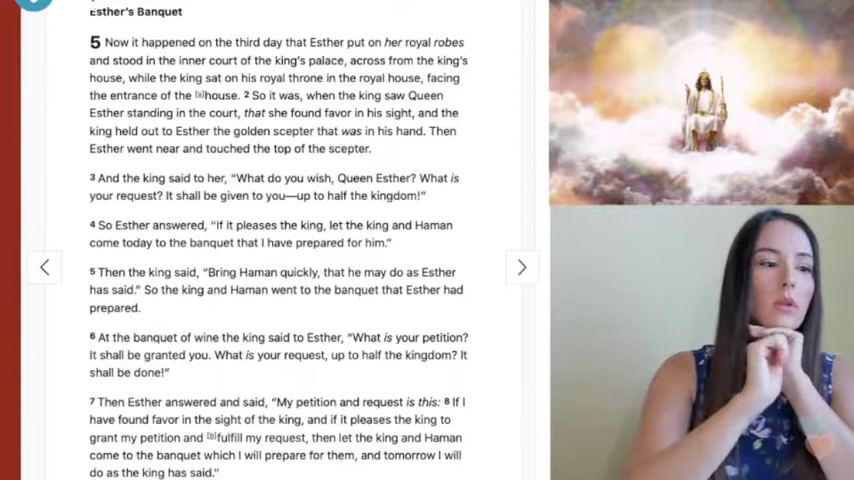 Esther's Banquet
5 Now it happened on the third day that Esther put on her royal robes
and stood in the inner court of the king's palace, across from the king's
house, while the king sat on his royal throne in the royal house, facing
the entrance of the [a]house. 2 So it was, when the king saw Queen
Esther standing in the court, that she found favor in his sight, and the
king held out to Esther the golden scepter that was in his hand. Then
Esther went near and touched the top of the scepter.
3 And the king said to her, “What do you wish, Queen Esther? What is
your request? It shall be given to you—up to half the kingdom!”
4 So Esther answered, “If it pleases the king, let the king and Haman
come today to the banquet that I have prepared for him.”
5 Then the king said, “Bring Haman quickly, that he may do as Esther
has said.” So the king and Haman went to the banquet that Esther had
prepared.
6 At the banquet of wine the king said to Esther, “What is your petition?
It shall be granted you. What is your request, up to half the kingdom? It
shall be done!”
7 Then Esther answered and said, “My petition and request is this: 8 If I
have found favor in the sight of the king, and if it pleases the king to
grant my petition and [b]fulfill my request, then let the king and Haman
come to the banquet which I will prepare for them, and tomorrow I will
do as the king has said.”